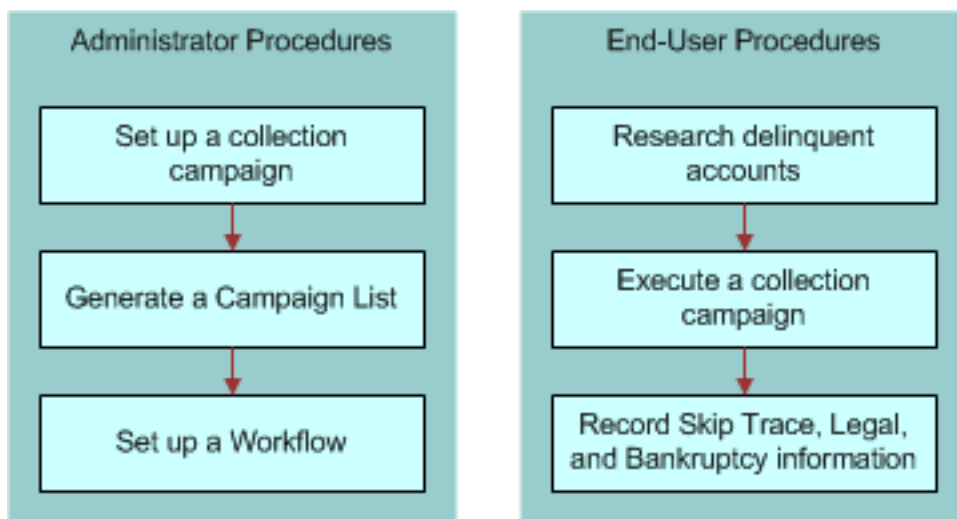 Administrator Procedures
Set up a collection
campaign
Generate a Campaign List
Set up a Workflow
End-User Procedures
Research delinquent
accounts
Execute a collection
campaign
Record Skip Trace, Legal,
and Bankruptcy information